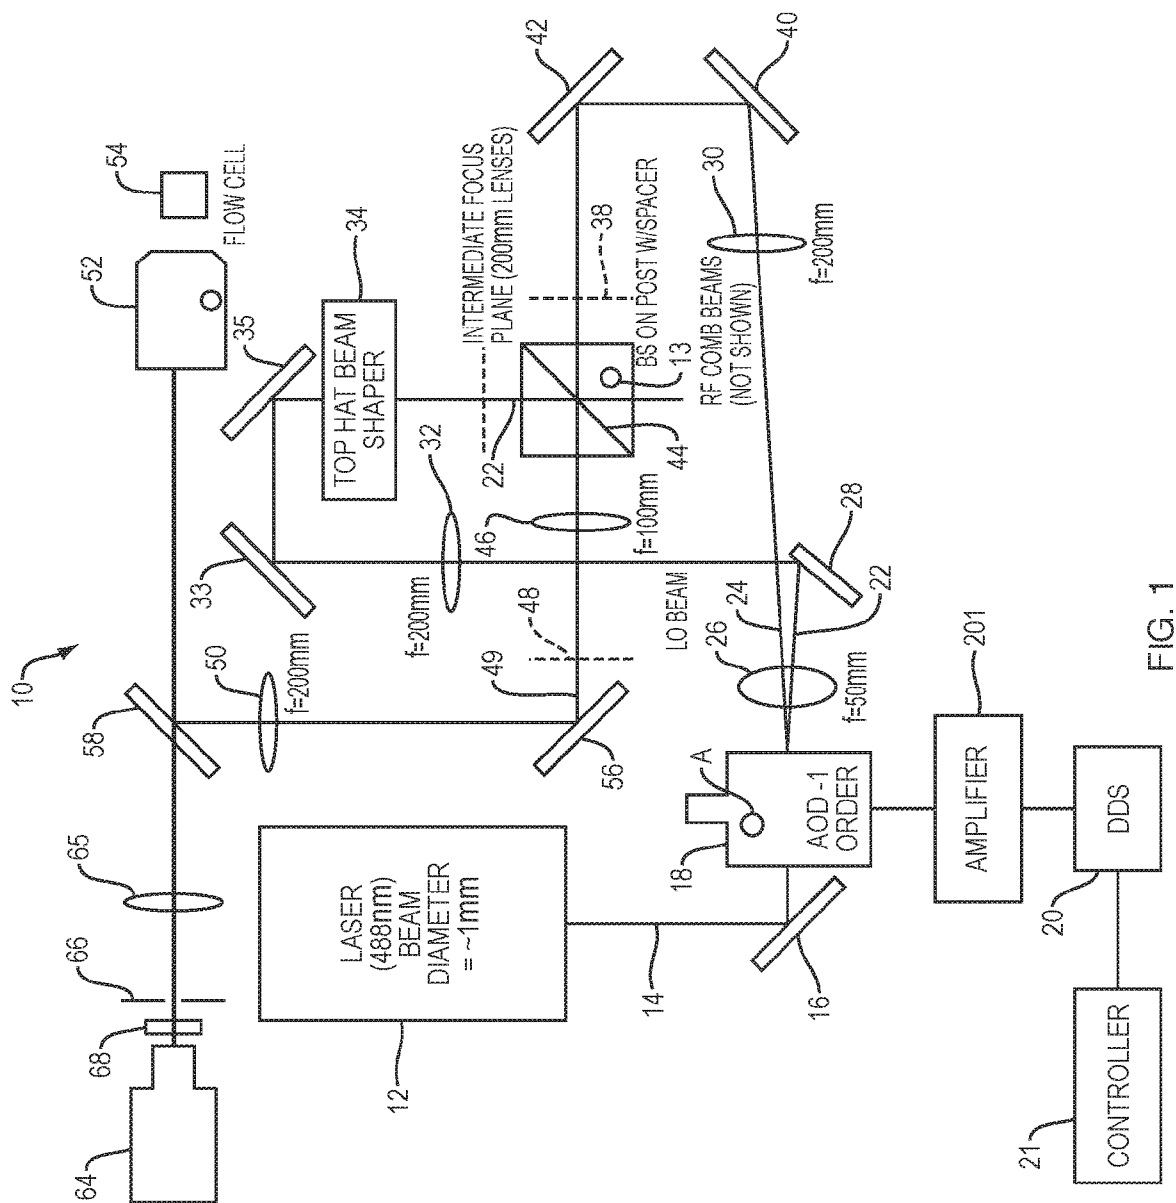 FIG. 1
10
64
68
66
65
58
50
f=200mm
33
35
52
54
FLOW CELL
TOP HAT BEAM
SHAPER
34
32
f=200mm
INTERMEDIATE FOCUS
PLANE (200mm LENSES)
42
40
38
BS ON POST W/SPACER
13
22
44
46
f=100mm
48
49
56
RF COMB BEAMS
(NOT SHOWN)
30
f=200mm
LO BEAM
24
26
28
22
f=50mm
LASER
(488nm)
BEAM
DIAMETER
= ~1mm
12
14
16
18
A
AOD -1
ORDER
AMPLIFIER
201
DDS
20
CONTROLLER
21